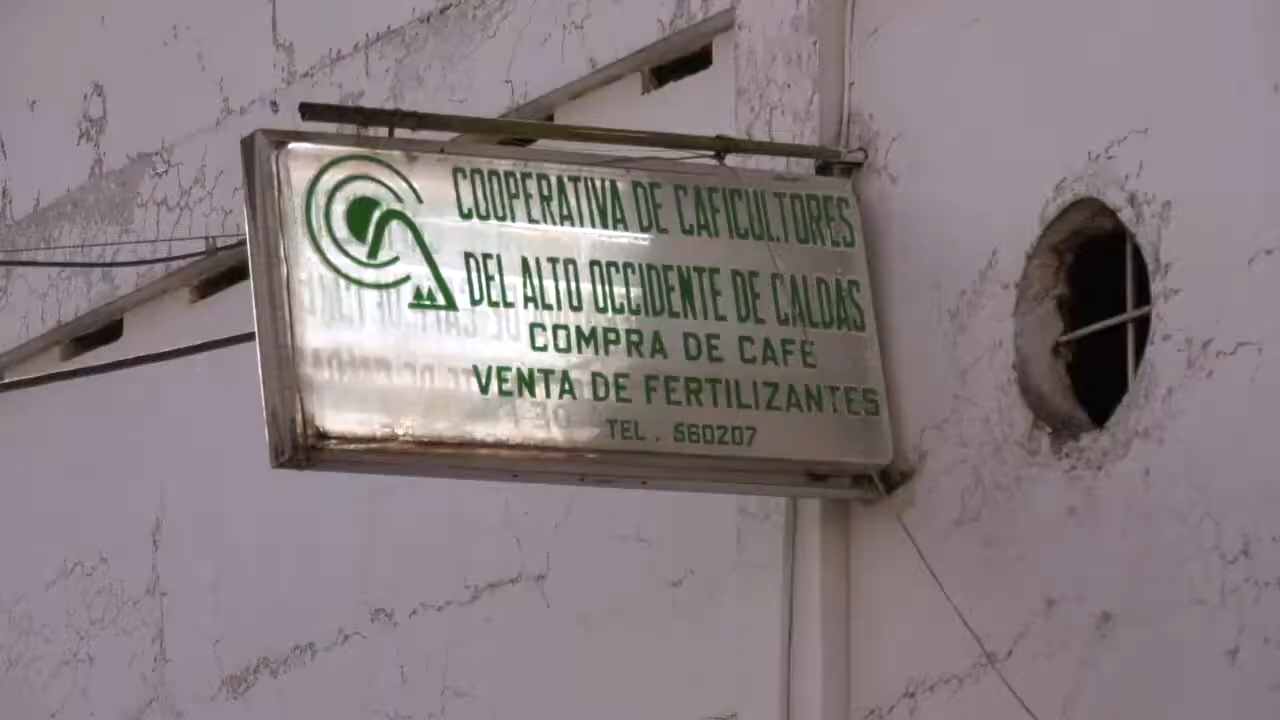 COOPERATIVA DE CAFICULTORES
DEL ALTO OCCIDENTE DE CALDAS
COMPRA DE CAFE
VENTA DE FERTILIZANTES
TEL. 560207